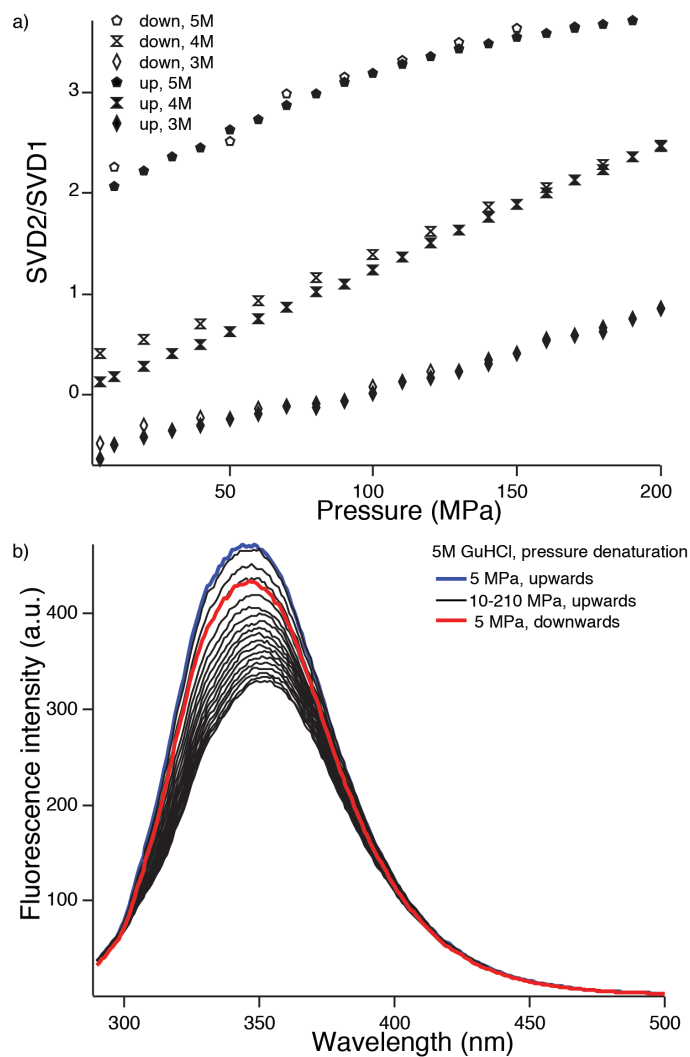 a)
down, 5M
down, 4M
down, 3M
up, 5M
up, 4M
up, 3M
SVD2/SVD1
3
2
1
0
50
100
150
200
Pressure (MPa)
b)
5M GuHCl, pressure denaturation
5 MPa, upwards
10-210 MPa, upwards
5 MPa, downwards
Fluorescence intensity (a.u.)
400
300
200
100
300
350
400
450
500
Wavelength (nm)